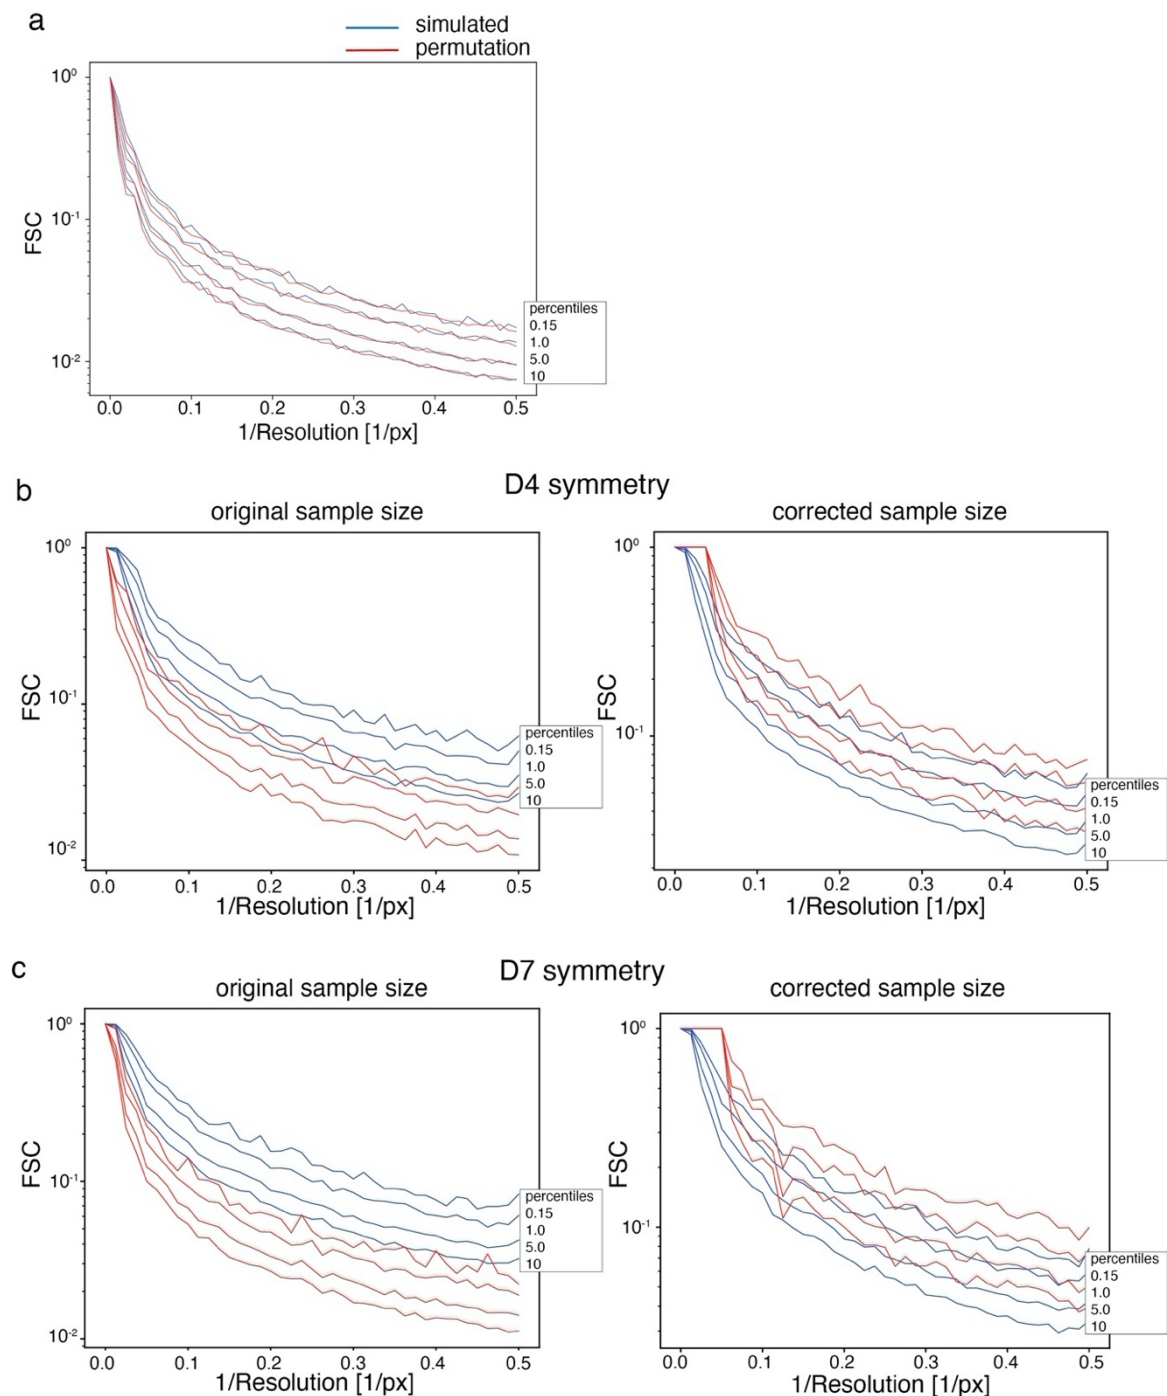 a
simulated
permutation
10⁰
10⁻¹
10⁻²
FSC
percentiles
0.15
1.0
5.0
10
0.0 0.1 0.2 0.3 0.4 0.5
1/Resolution [1/px]
b
D4 symmetry
original sample size
10⁰
10⁻¹
10⁻²
FSC
percentiles
0.15
1.0
5.0
10
0.0 0.1 0.2 0.3 0.4 0.5
1/Resolution [1/px]
corrected sample size
10⁰
10⁻¹
FSC
percentiles
0.15
1.0
5.0
10
0.0 0.1 0.2 0.3 0.4 0.5
1/Resolution [1/px]
c
D7 symmetry
original sample size
10⁰
10⁻¹
10⁻²
FSC
percentiles
0.15
1.0
5.0
10
0.0 0.1 0.2 0.3 0.4 0.5
1/Resolution [1/px]
corrected sample size
10⁰
10⁻¹
FSC
percentiles
0.15
1.0
5.0
10
0.0 0.1 0.2 0.3 0.4 0.5
1/Resolution [1/px]